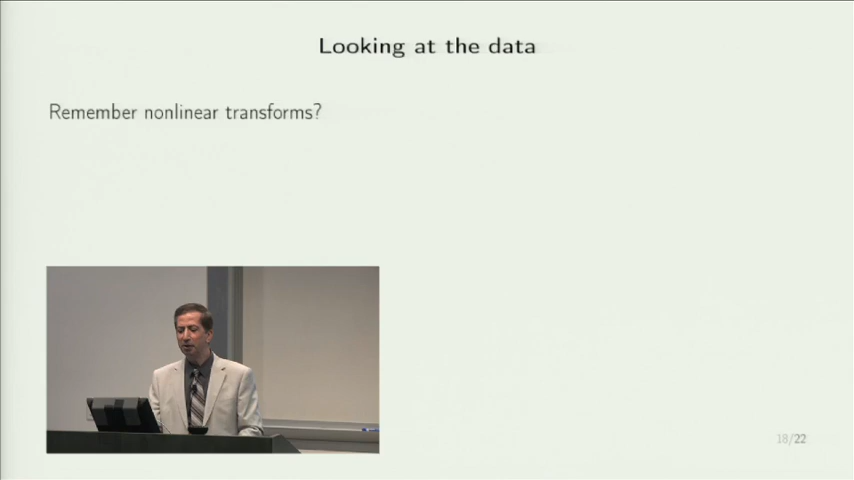 Looking at the data
Remember nonlinear transforms?
18/22